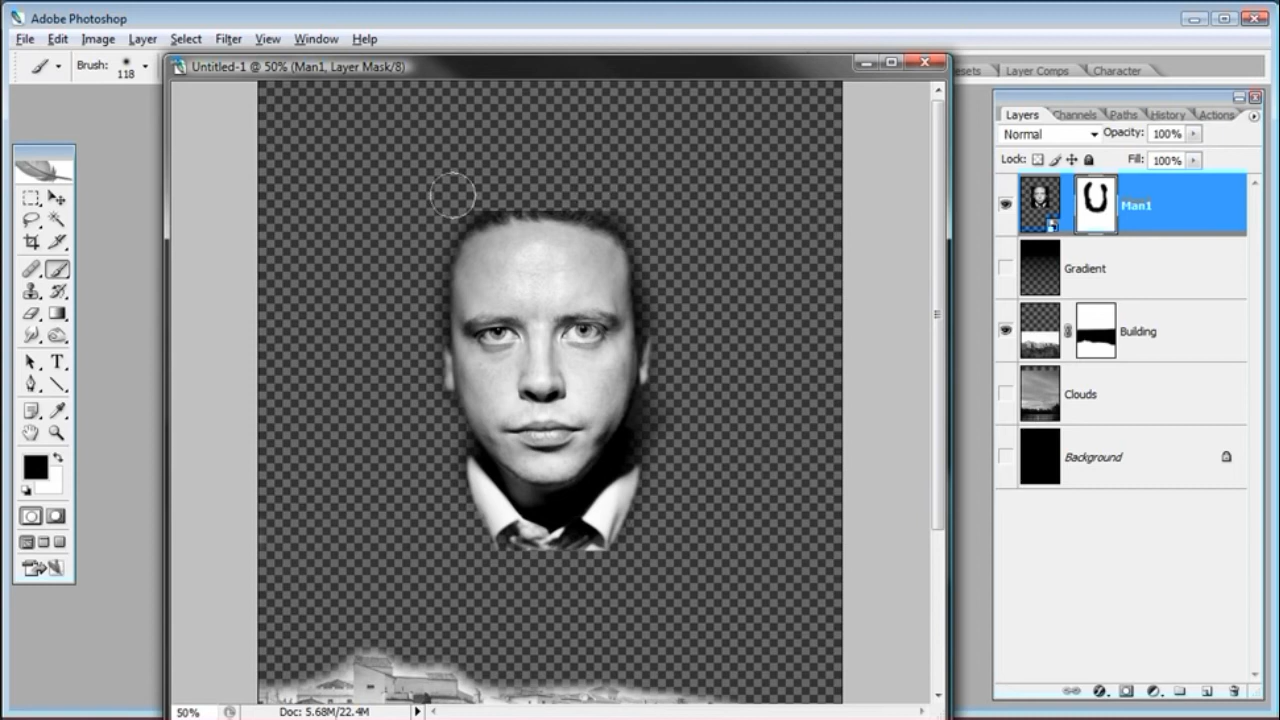 Adobe Photoshop
File Edit Image Layer Select Filter View Window Help
Brush: 118
Untitled-1 @ 50% (Man1, Layer Mask/8)
Layer Comps Character
Layers Channels Paths History Actions
Normal Opacity: 100%
Lock: Fill: 100%
Man1
Gradient
Building
Clouds
Background
T
50% Doc: 5.68M/22.4M